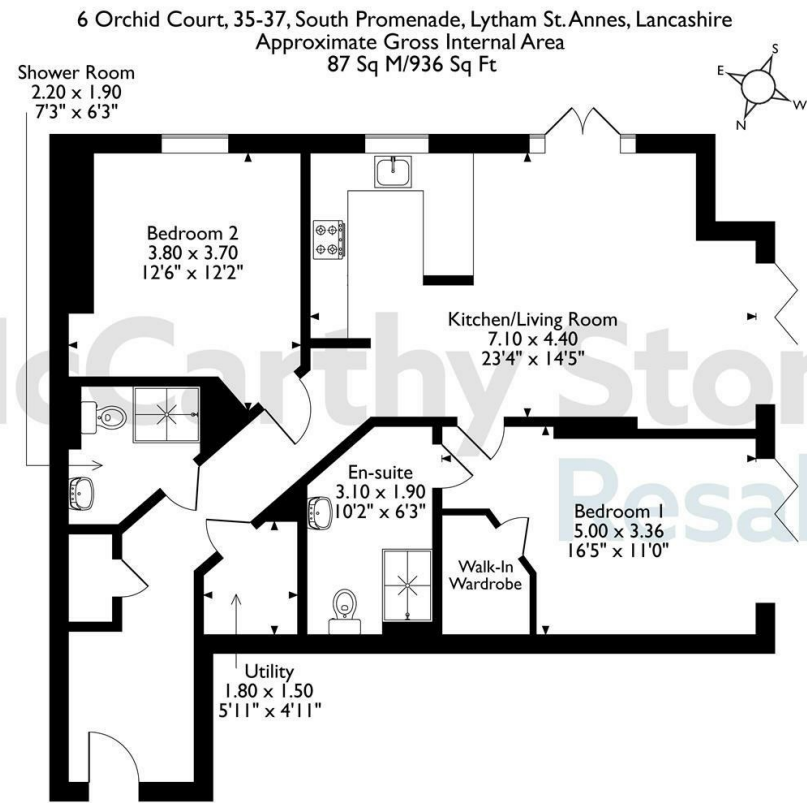 6 Orchid Court, 35-37, South Promenade, Lytham St. Annes, Lancashire
Approximate Gross Internal Area
87 Sq M/936 Sq Ft
Shower Room
2.20 x 1.90
7'3" x 6'3"
S
E
W
N
Bedroom 2
3.80 x 3.70
12'6" x 12'2"
Kitchen/Living Room
7.10 x 4.40
23'4" x 14'5"
McCarthy Stone
Resales
En-suite
3.10 x 1.90
10'2" x 6'3"
Bedroom 1
5.00 x 3.36
16'5" x 11'0"
Walk-In
Wardrobe
Utility
1.80 x 1.50
5'11" x 4'11"